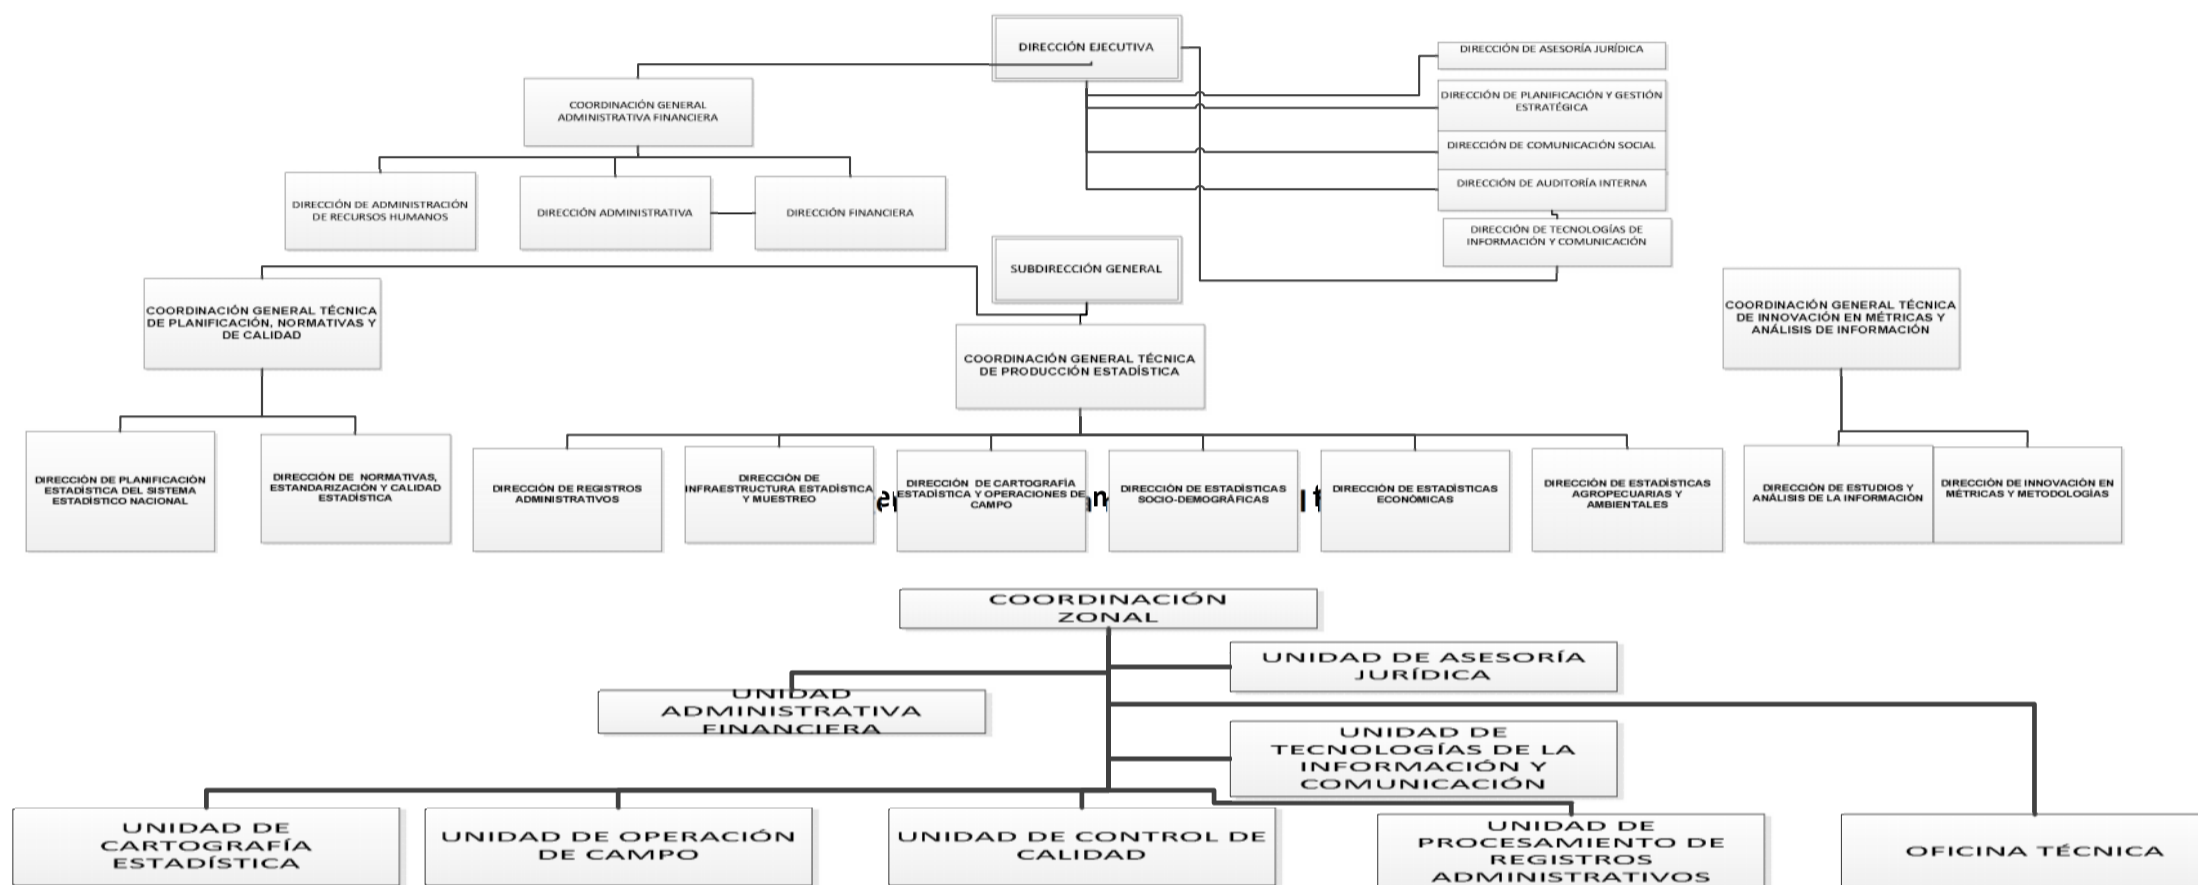 DIRECCIÓN EJECUTIVA
DIRECCIÓN DE ASESORÍA JURÍDICA
COORDINACIÓN GENERAL
ADMINISTRATIVA FINANCIERA
DIRECCIÓN DE PLANIFICACIÓN Y GESTIÓN
ESTRATÉGICA
DIRECCIÓN DE COMUNICACIÓN SOCIAL
DIRECCIÓN DE AUDITORÍA INTERNA
DIRECCIÓN DE ADMINISTRACIÓN
DE RECURSOS HUMANOS
DIRECCIÓN ADMINISTRATIVA
DIRECCIÓN FINANCIERA
DIRECCIÓN DE TECNOLOGÍAS DE
INFORMACIÓN Y COMUNICACIÓN
SUBDIRECCIÓN GENERAL
COORDINACIÓN GENERAL TÉCNICA
DE PLANIFICACIÓN, NORMATIVAS Y
DE CALIDAD
COORDINACIÓN GENERAL TÉCNICA
DE PRODUCCIÓN ESTADÍSTICA
COORDINACIÓN GENERAL TÉCNICA
DE INNOVACIÓN EN MÉTRICAS Y
ANÁLISIS DE INFORMACIÓN
DIRECCIÓN DE PLANIFICACIÓN
ESTADÍSTICA DEL SISTEMA
ESTADÍSTICO NACIONAL
DIRECCIÓN DE NORMATIVAS,
ESTANDARIZACIÓN Y CALIDAD
ESTADÍSTICA
DIRECCIÓN DE REGISTROS
ADMINISTRATIVOS
DIRECCIÓN DE
INFRAESTRUCTURA ESTADÍSTICA
Y MUESTREO
DIRECCIÓN DE CARTOGRAFÍA
ESTADÍSTICA Y OPERACIONES DE
CAMPO
DIRECCIÓN DE ESTADÍSTICAS
SOCIO-DEMOGRÁFICAS
DIRECCIÓN DE ESTADÍSTICAS
ECONÓMICAS
DIRECCIÓN DE ESTADÍSTICAS
AGROPECUARIAS Y
AMBIENTALES
DIRECCIÓN DE ESTUDIOS Y
ANÁLISIS DE LA INFORMACIÓN
DIRECCIÓN DE INNOVACIÓN EN
MÉTRICAS Y METODOLOGÍAS
COORDINACIÓN
ZONAL
UNIDAD DE ASESORÍA
JURÍDICA
UNIDAD
ADMINISTRATIVA
FINANCIERA
UNIDAD DE
TECNOLOGÍAS DE LA
INFORMACIÓN Y
COMUNICACIÓN
UNIDAD DE
CARTOGRAFÍA
ESTADÍSTICA
UNIDAD DE OPERACIÓN
DE CAMPO
UNIDAD DE CONTROL DE
CALIDAD
UNIDAD DE
PROCESAMIENTO DE
REGISTROS
ADMINISTRATIVOS
OFICINA TÉCNICA